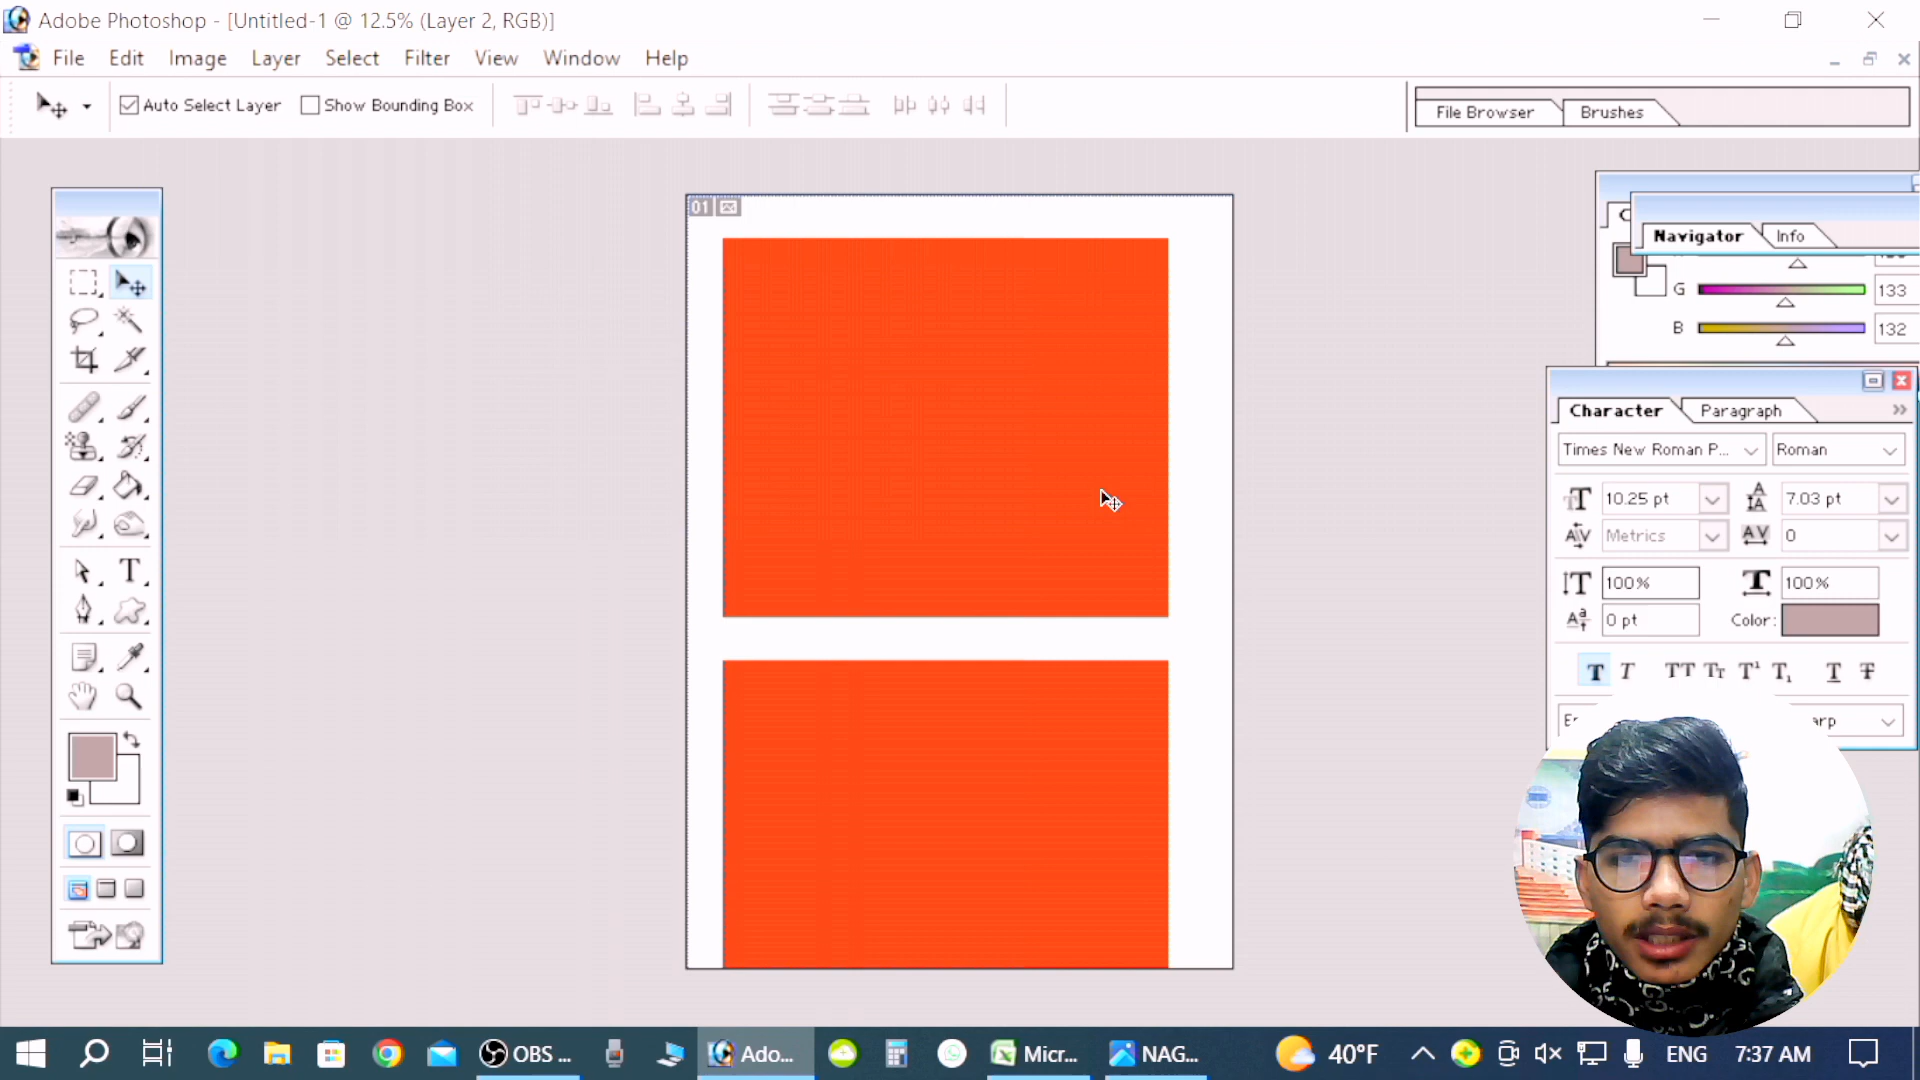 Adobe Photoshop - [Untitled-1 @ 12.5% (Layer 2, RGB)]
File Edit Image Layer Select Filter View Window Help
Auto Select Layer Show Bounding Box
File Browser Brushes
01
Navigator Info
G 133
B 132
Character Paragraph
Times New Roman P... Roman
10.25 pt 7.03 pt
Metrics 0
100% 100%
0 pt Color:
OBS ... Ado... Micr... NAG... 40°F ENG 7:37 AM